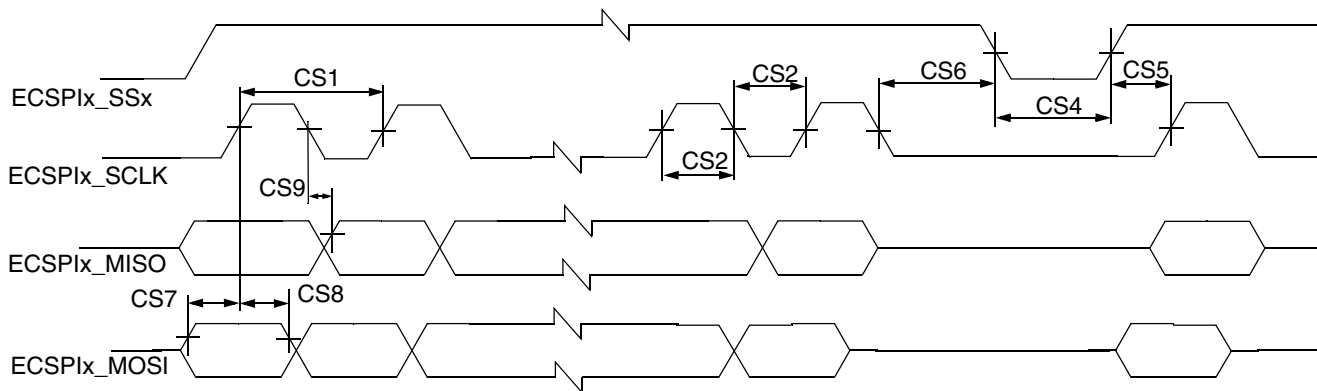 CS1
CS2
CS6
CS5
ECSPIx_SSx
CS4
CS2
ECSPIx_SCLK
CS9
ECSPIx_MISO
CS7
CS8
ECSPIx_MOSI